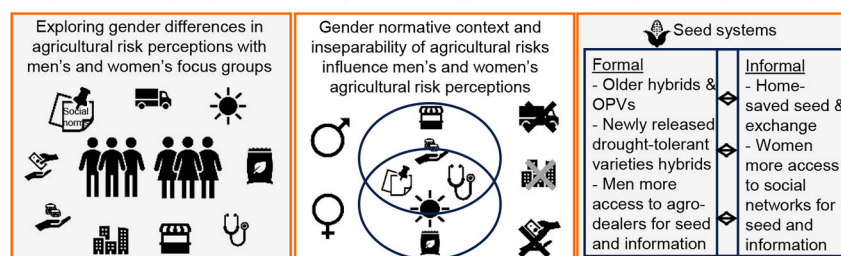 Exploring gender differences in
agricultural risk perceptions with
men's and women's focus groups
Social
norms
Gender normative context and
inseparability of agricultural risks
influence men's and women's
agricultural risk perceptions
Seed systems
Formal
- Older hybrids &
OPVs
- Newly released
drought-tolerant
varieties hybrids
- Men more
access to agro-
dealers for seed
and information
Informal
- Home-
saved seed &
exchange
- Women
more access
to social
networks for
seed and
information